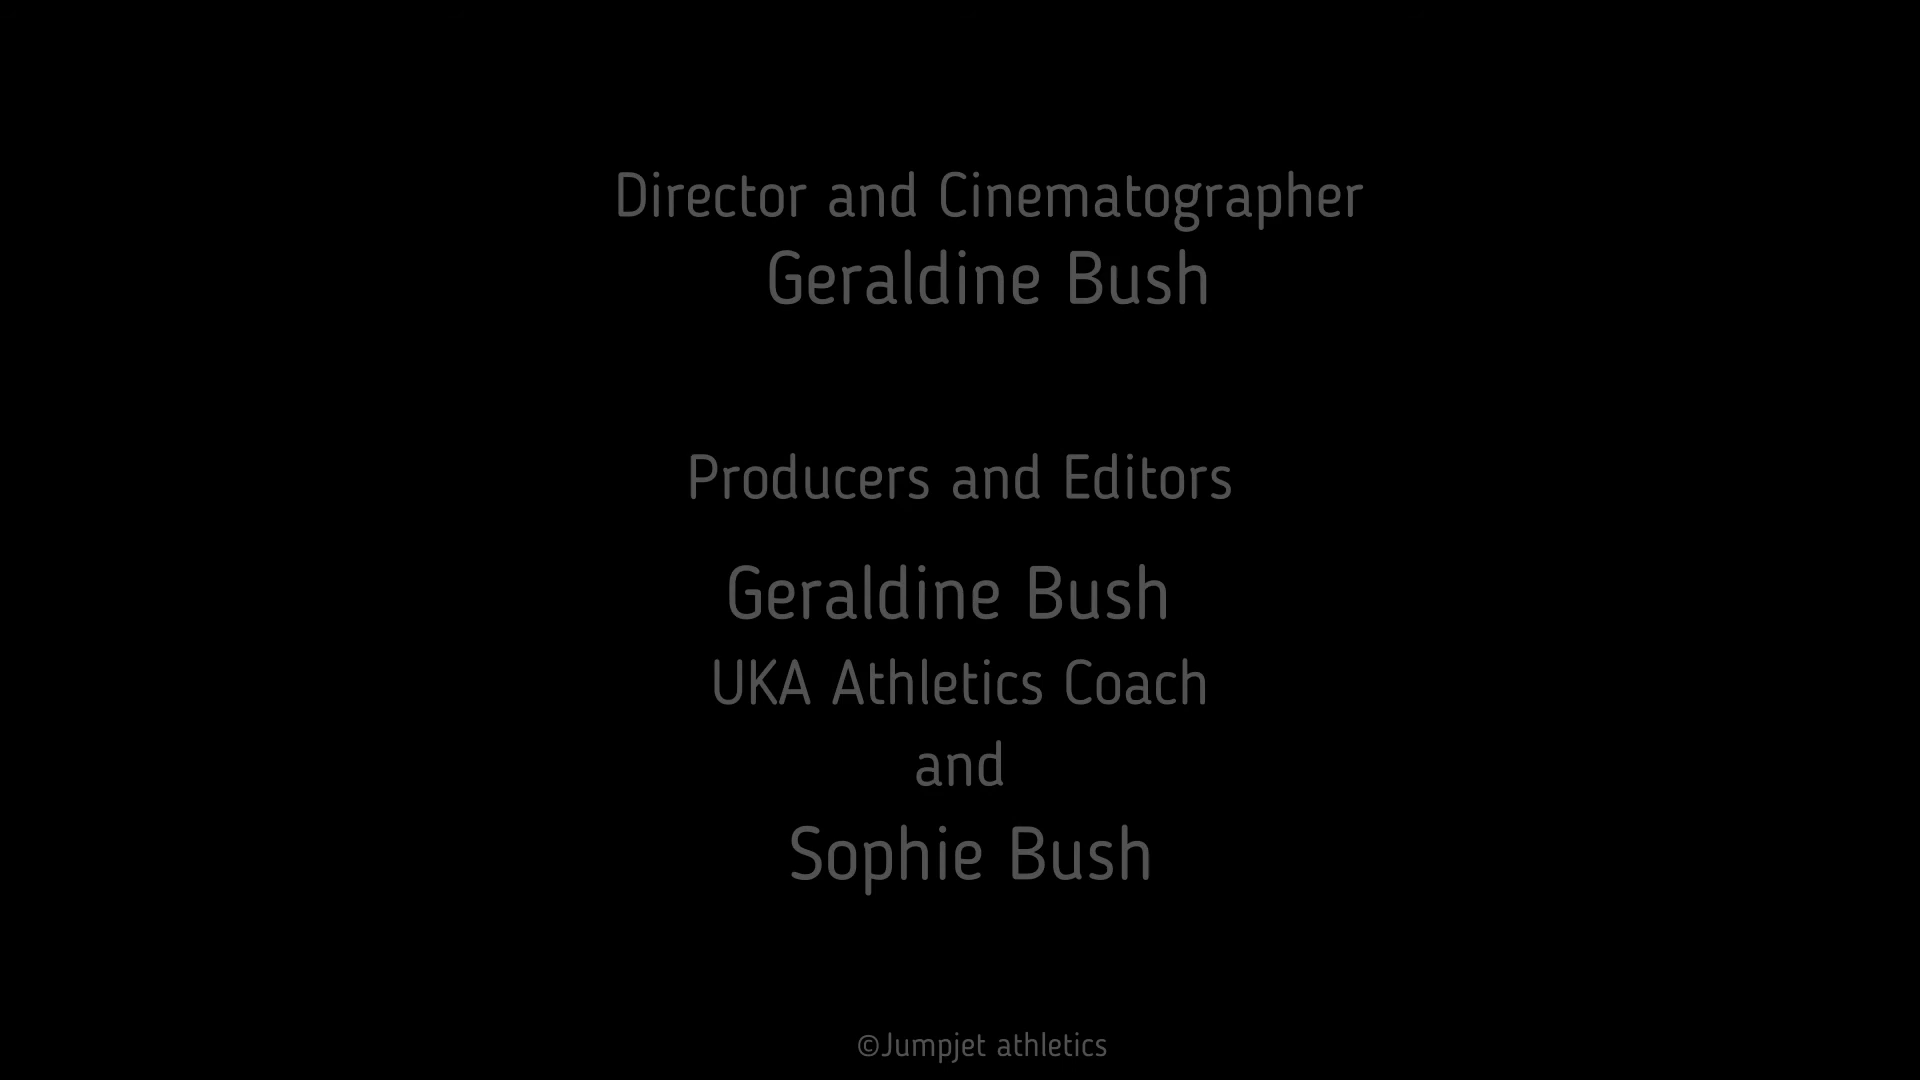 Director and Cinematographer
Geraldine Bush
Producers and Editors
Geraldine Bush
UKA Athletics Coach
and
Sophie Bush
©Jumpjet athletics